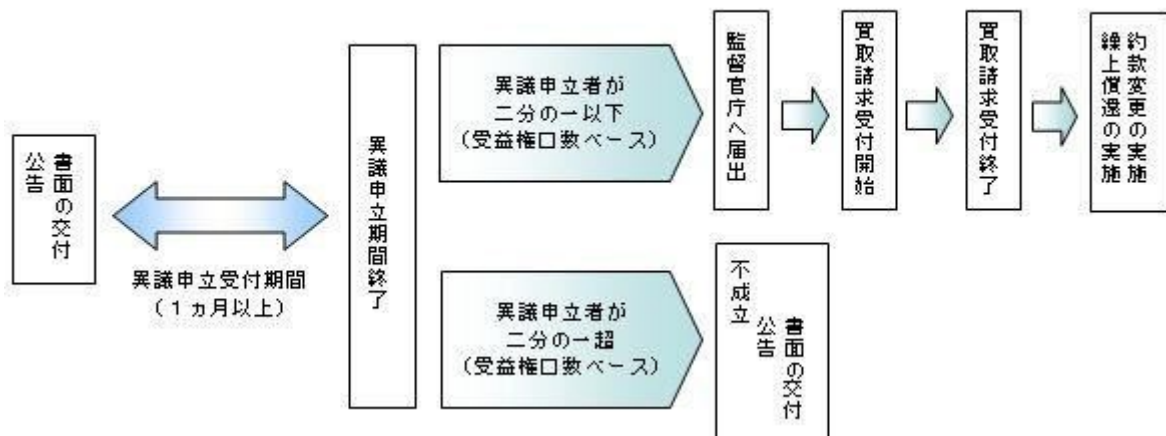 書面の交付
公告
異議申立受付期間
（１ヵ月以上）
異議申立期間終了
異議申立者が
二分の一以下
（受益権口数ベース）
監督官庁へ届出
買取請求受付開始
買取請求受付終了
約款変更の実施
繰上償還の実施
異議申立者が
二分の一超
（受益権口数ベース）
不成立
書面の交付
公告